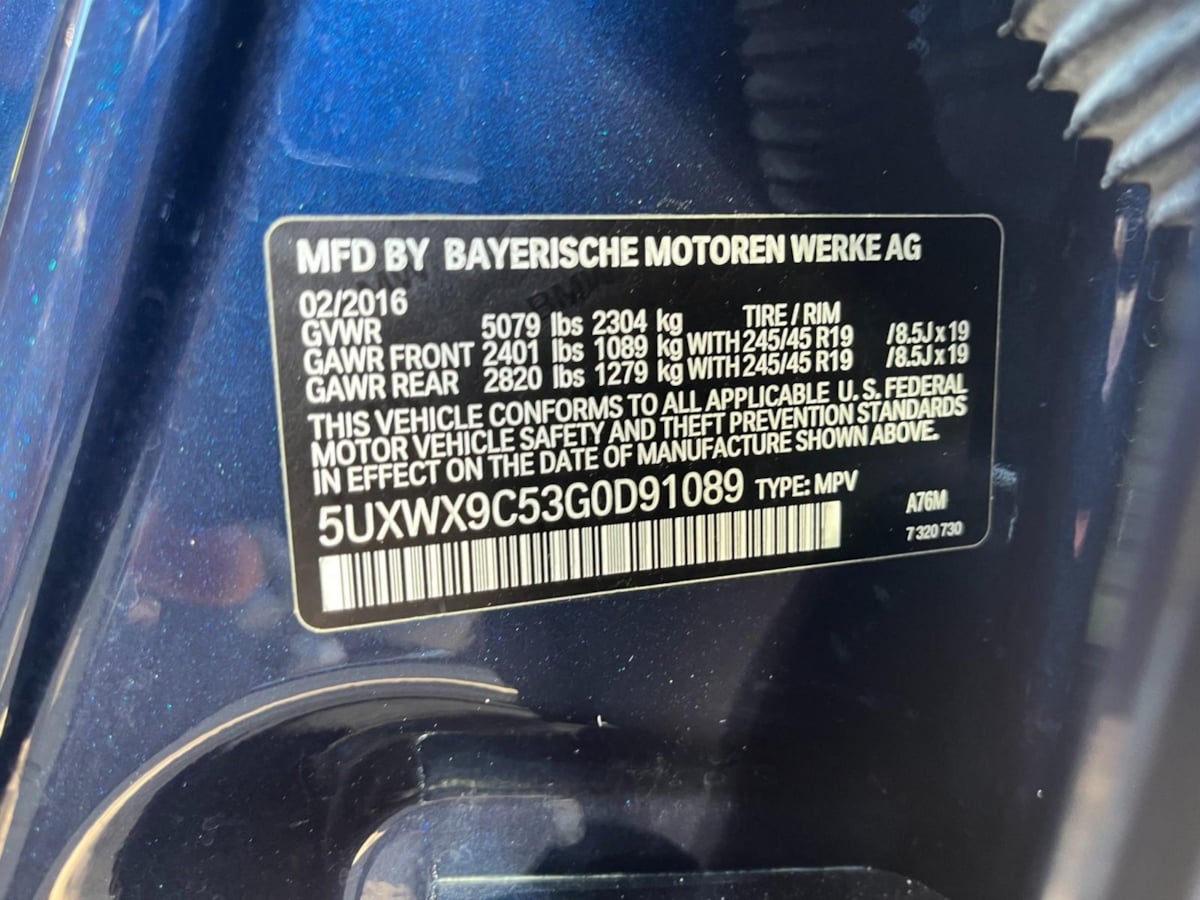 MFD BY BAYERISCHE MOTOREN WERKE AG
02/2016
GVWR 5079 lbs 2304 kg TIRE / RIM
GAWR FRONT 2401 lbs 1089 kg WITH 245/45 R19 /8.5J x 19
GAWR REAR 2820 lbs 1279 kg WITH 245/45 R19 /8.5J x 19
THIS VEHICLE CONFORMS TO ALL APPLICABLE U.S. FEDERAL
MOTOR VEHICLE SAFETY AND THEFT PREVENTION STANDARDS
IN EFFECT ON THE DATE OF MANUFACTURE SHOWN ABOVE.
5UXWX9C53G0D91089 TYPE: MPV
A76M
7 320 730